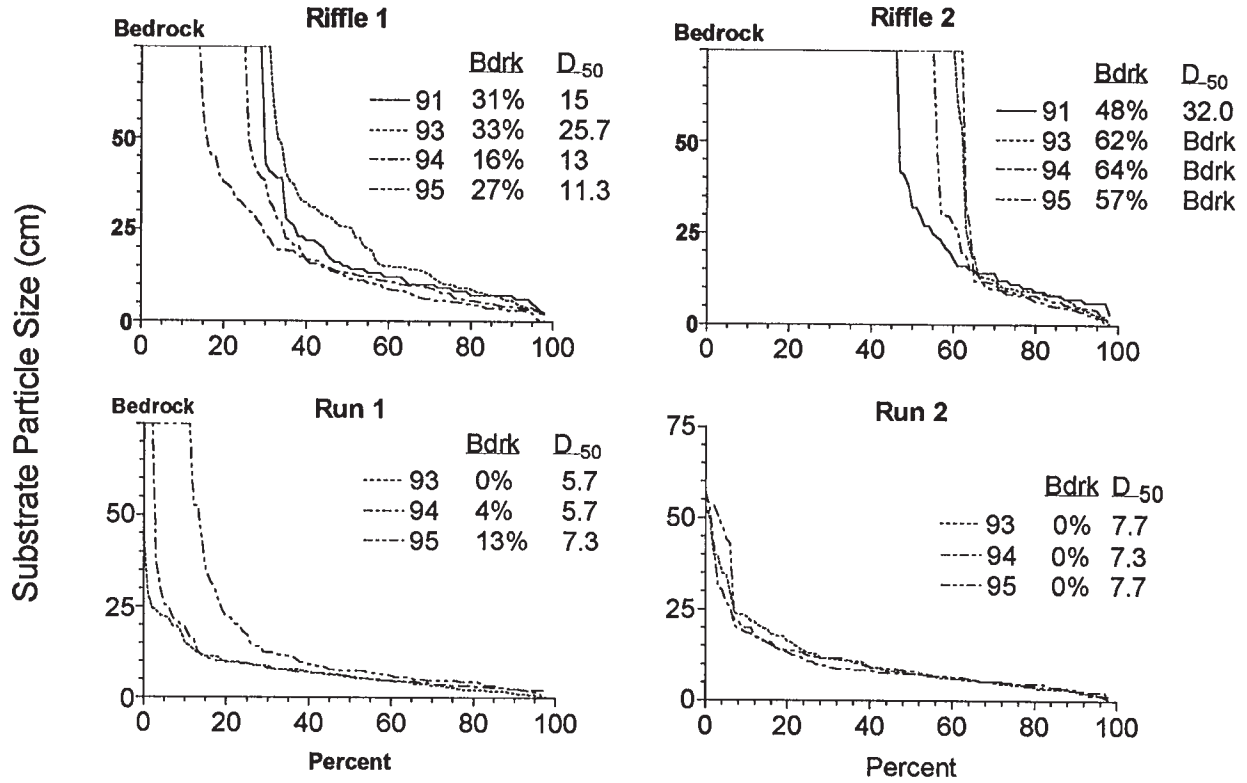 Substrate Particle Size (cm)
Riffle 1
Bedrock
Bdrk D_50
91 31% 15
93 33% 25.7
94 16% 13
95 27% 11.3
50
25
0
0 20 40 60 80 100
Riffle 2
Bedrock
Bdrk D_50
91 48% 32.0
93 62% Bdrk
94 64% Bdrk
95 57% Bdrk
50
25
0
0 20 40 60 80 100
Run 1
Bedrock
Bdrk D_50
93 0% 5.7
94 4% 5.7
95 13% 7.3
50
25
0
0 20 40 60 80 100
Percent
Run 2
75
Bdrk D_50
93 0% 7.7
94 0% 7.3
95 0% 7.7
50
25
0
0 20 40 60 80 100
Percent